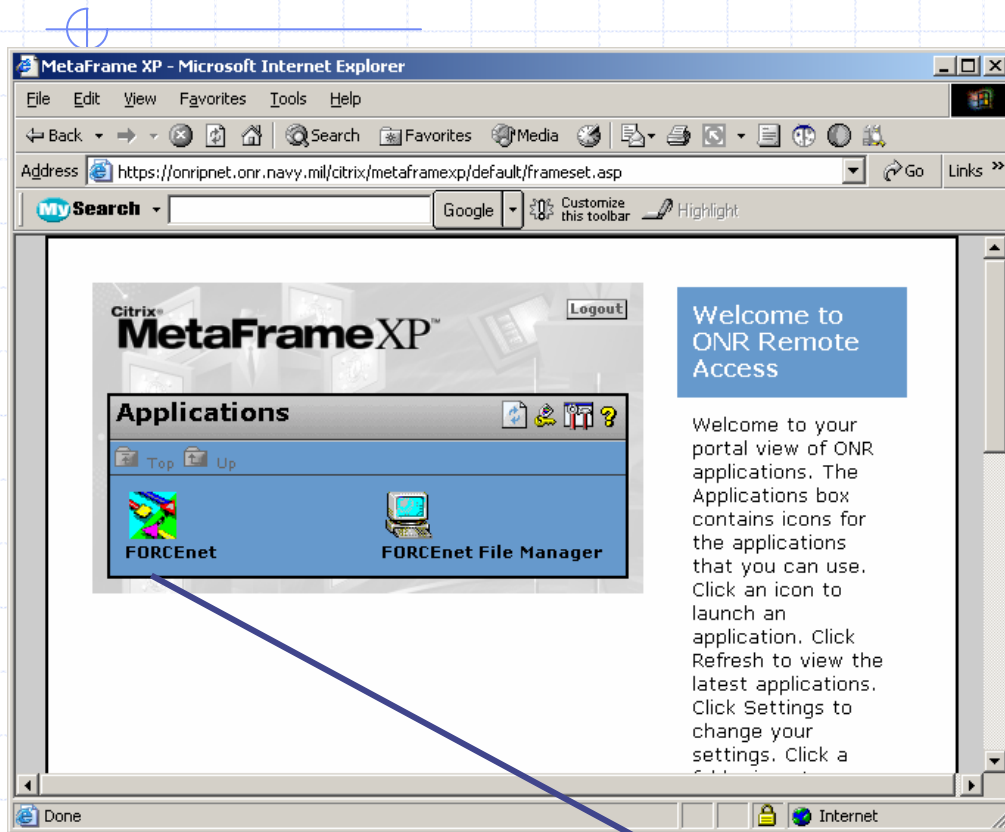 MetaFrame XP - Microsoft Internet Explorer
File Edit View Favorites Tools Help
Back Search Favorites Media
Address https://onripnet.onr.navy.mil/citrix/metaframexp/default/frameset.asp Go Links »
My Search Google Customize this toolbar Highlight
Citrix®
MetaFrame XP™
Logout
Applications
Top Up
FORCEnet
FORCEnet File Manager
Welcome to
ONR Remote
Access
Welcome to your
portal view of ONR
applications. The
Applications box
contains icons for
the applications
that you can use.
Click an icon to
launch an
application. Click
Refresh to view the
latest applications.
Click Settings to
change your
settings. Click a
Done
Internet